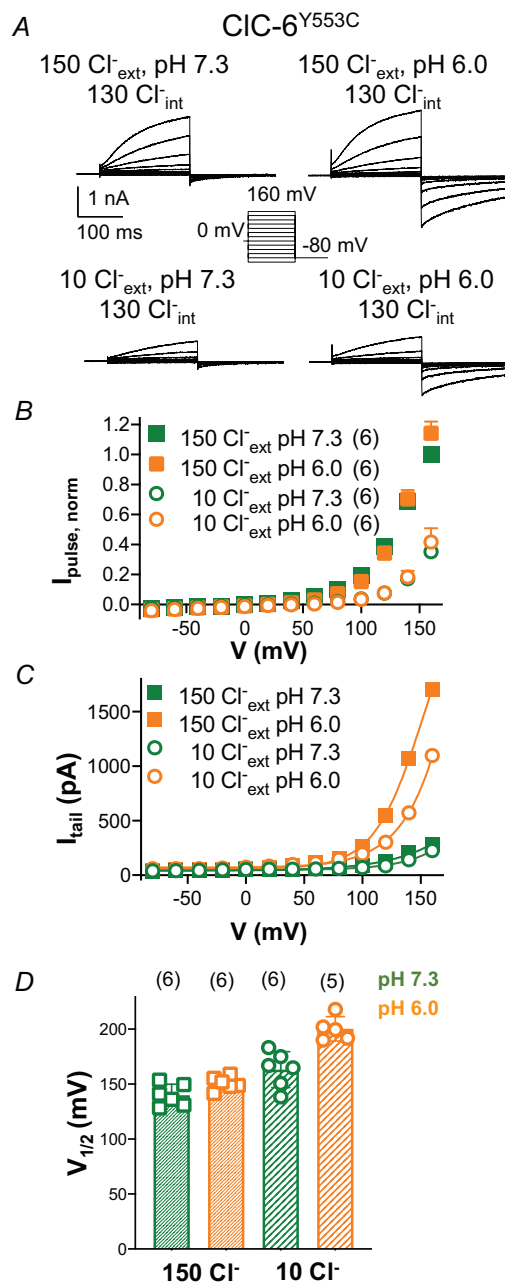 ClC-6Y553C
A
150 Cl-ext, pH 7.3
130 Cl-int
150 Cl-ext, pH 6.0
130 Cl-int
1 nA
100 ms
160 mV
0 mV
-80 mV
10 Cl-ext, pH 7.3
130 Cl-int
10 Cl-ext, pH 6.0
130 Cl-int
B
150 Cl-ext pH 7.3 (6)
150 Cl-ext pH 6.0 (6)
10 Cl-ext pH 7.3 (6)
10 Cl-ext pH 6.0 (6)
1.2
1.0
0.8
0.6
0.4
0.2
0.0
Ipulse, norm
-50 0 50 100 150
V (mV)
C
150 Cl-ext pH 7.3
150 Cl-ext pH 6.0
10 Cl-ext pH 7.3
10 Cl-ext pH 6.0
1500
1000
500
0
Itail (pA)
-50 0 50 100 150
V (mV)
D
(6) (6) (6) (5)
pH 7.3
pH 6.0
200
150
100
50
0
V1/2 (mV)
150 Cl- 10 Cl-